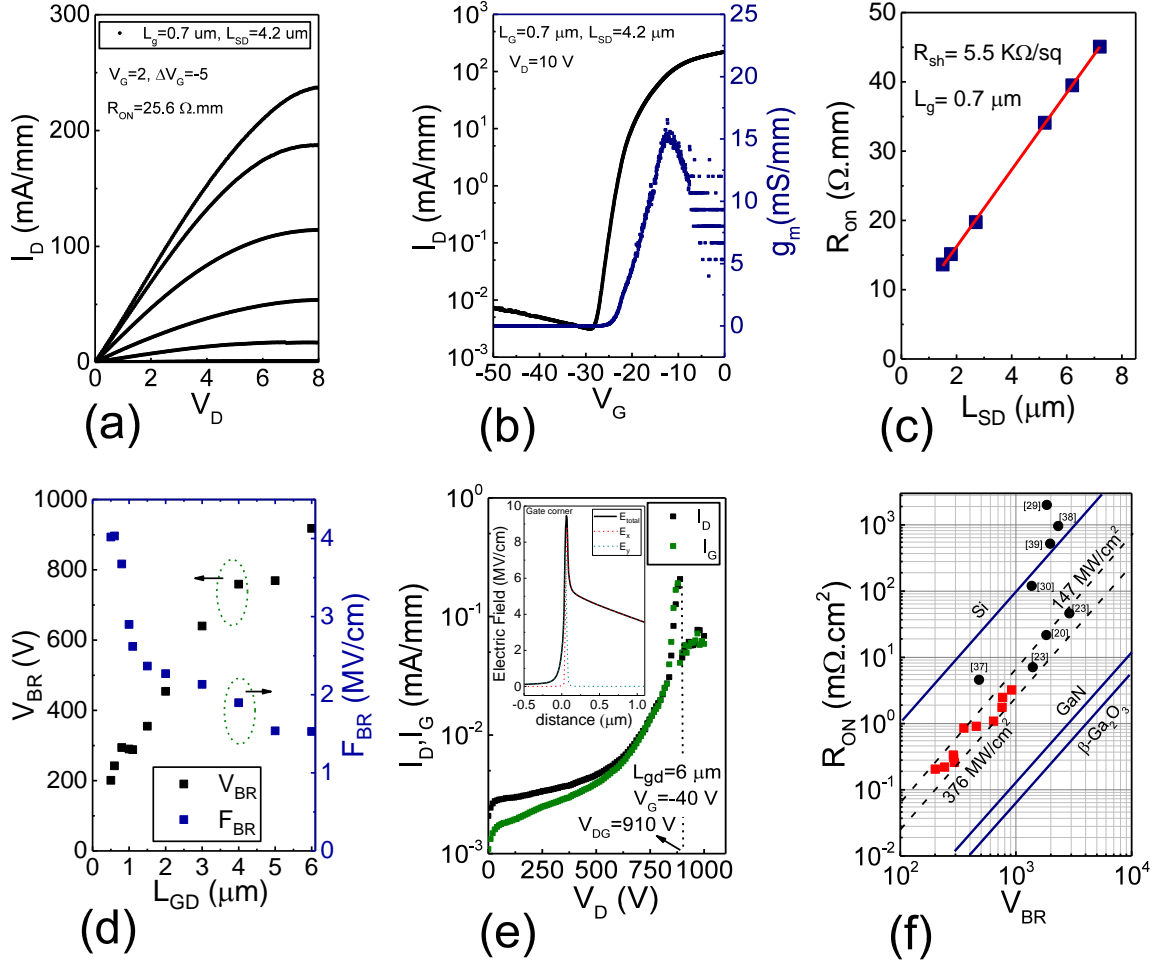 L_g=0.7 um, L_SD=4.2 um
V_G=2, ΔV_G=-5
R_ON=25.6 Ω.mm
I_D (mA/mm)
300
200
100
0
0 2 4 6 8
V_D
(a)
L_G=0.7 μm, L_SD=4.2 μm
V_D=10 V
I_D (mA/mm)
10^3
10^2
10^1
10^0
10^-1
10^-2
10^-3
-50 -40 -30 -20 -10 0
V_G
25
20
15
10
5
0
g_m(mS/mm)
(b)
R_sh= 5.5 KΩ/sq
L_g= 0.7 μm
R_on (Ω.mm)
50
40
30
20
10
0
0 2 4 6 8
L_SD (μm)
(c)
V_BR (V)
1000
800
600
400
200
0
0 1 2 3 4 5 6
L_GD (μm)
4
3
2
1
0
F_BR (MV/cm)
V_BR
F_BR
(d)
I_D,I_G (mA/mm)
10^0
10^-1
10^-2
10^-3
0 250 500 750 1000
V_D (V)
I_D
I_G
Gate corner
E_total
E_x
E_y
Electric Field (MV/cm)
10
8
6
4
2
0
-0.5 0.0 0.5 1.0
distance (μm)
L_gd=6 μm
V_G=-40 V
V_DG=910 V
(e)
R_ON (mΩ.cm^2)
10^3
10^2
10^1
10^0
10^-1
10^-2
10^2 10^3 10^4
V_BR
[29]
[38]
[39]
[30]
[23]
[20]
[23]
[37]
Si
147 MW/cm^2
376 MW/cm^2
GaN
β-Ga_2O_3
(f)